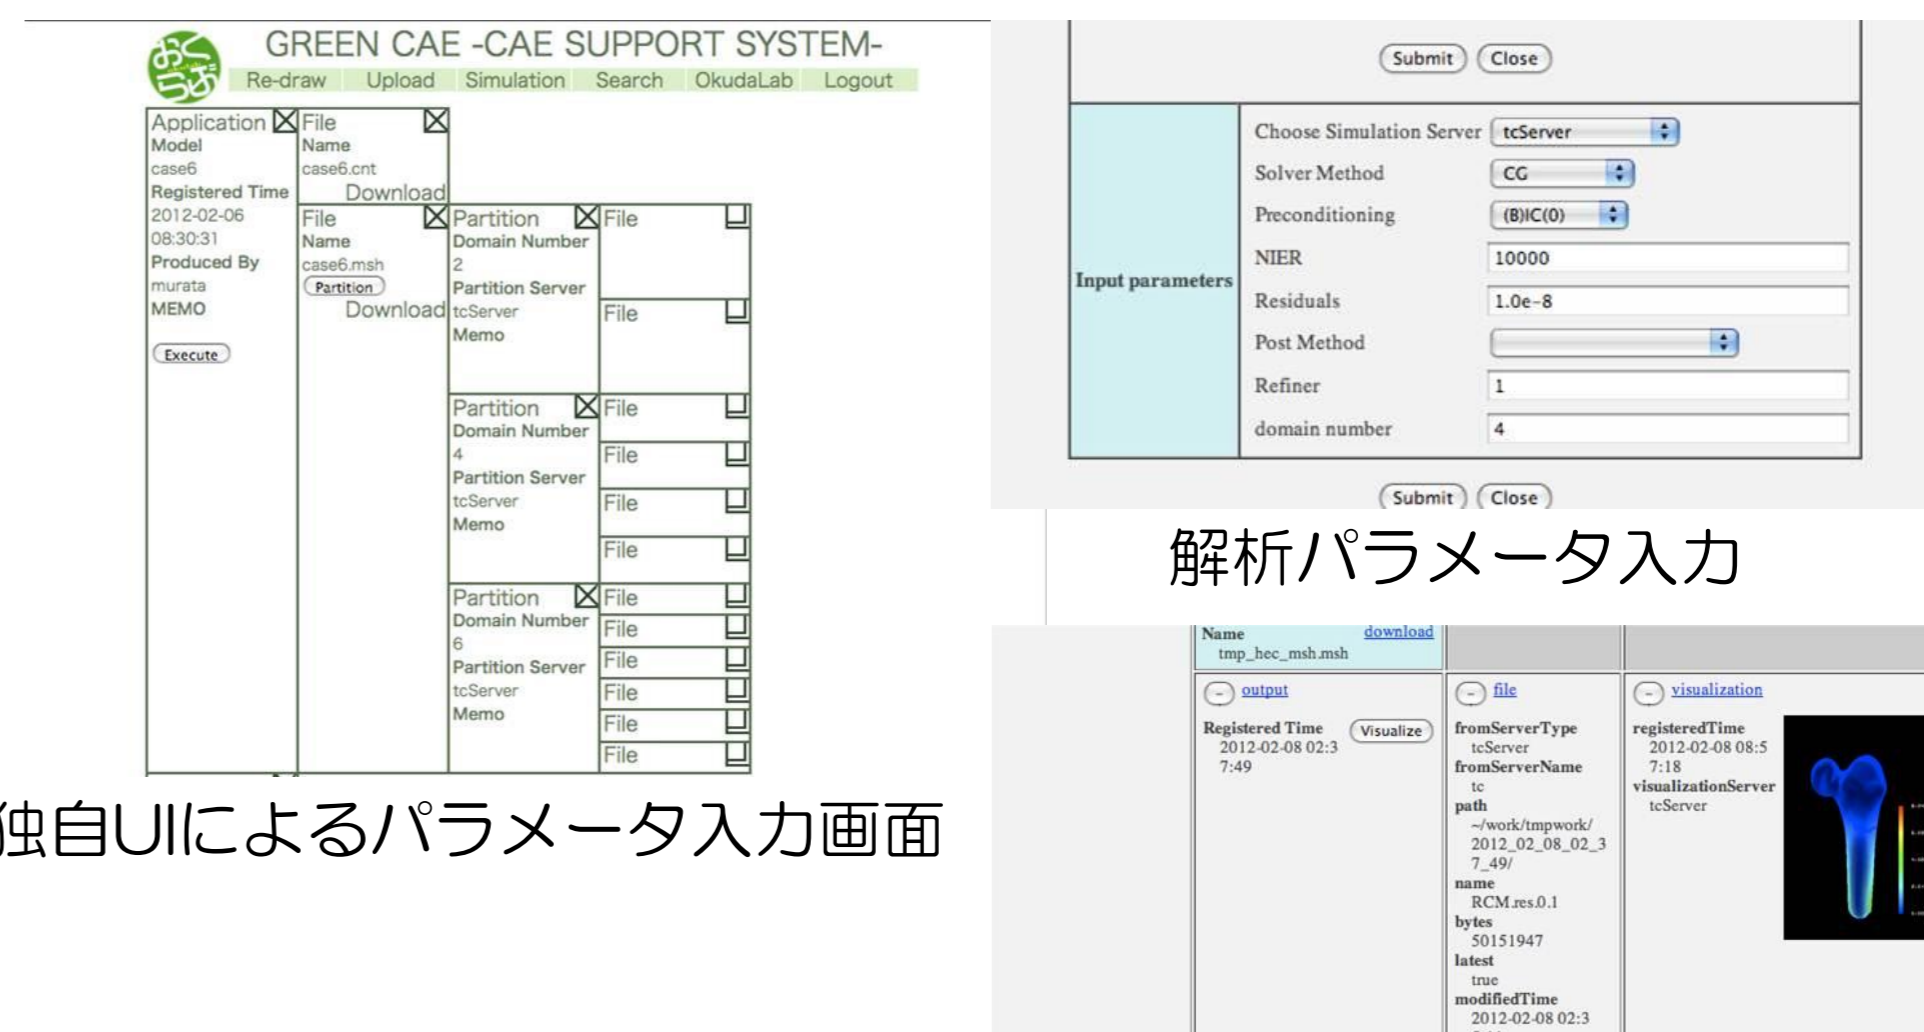 おくらぶ
GREEN CAE -CAE SUPPORT SYSTEM-
Re-draw Upload Simulation Search OkudaLab Logout
Application
Model
case6
Registered Time
2012-02-06
08:30:31
Produced By
murata
MEMO
Execute
File
Name
case6.cnt
Download
File
Name
case6.msh
Partition
Download
Partition
Domain Number
2
Partition Server
tcServer
Memo
File
File
Partition
Domain Number
4
Partition Server
tcServer
Memo
File
File
File
File
Partition
Domain Number
6
Partition Server
tcServer
Memo
File
File
File
File
File
File
独自UIによるパラメータ入力画面
Submit Close
Input parameters
Choose Simulation Server tcServer
Solver Method CG
Preconditioning (B)IC(0)
NIER 10000
Residuals 1.0e-8
Post Method
Refiner 1
domain number 4
Submit Close
解析パラメータ入力
Name download
tmp_hec_msh.msh
- output
Registered Time Visualize
2012-02-08 02:3
7:49
- file
fromServerType
tcServer
fromServerName
tc
path
~/work/tmpwork/
2012_02_08_02_3
7_49/
name
RCM.res.0.1
bytes
50151947
latest
true
modifiedTime
2012-02-08 02:3
- visualization
registeredTime
2012-02-08 08:5
7:18
visualizationServer
tcServer